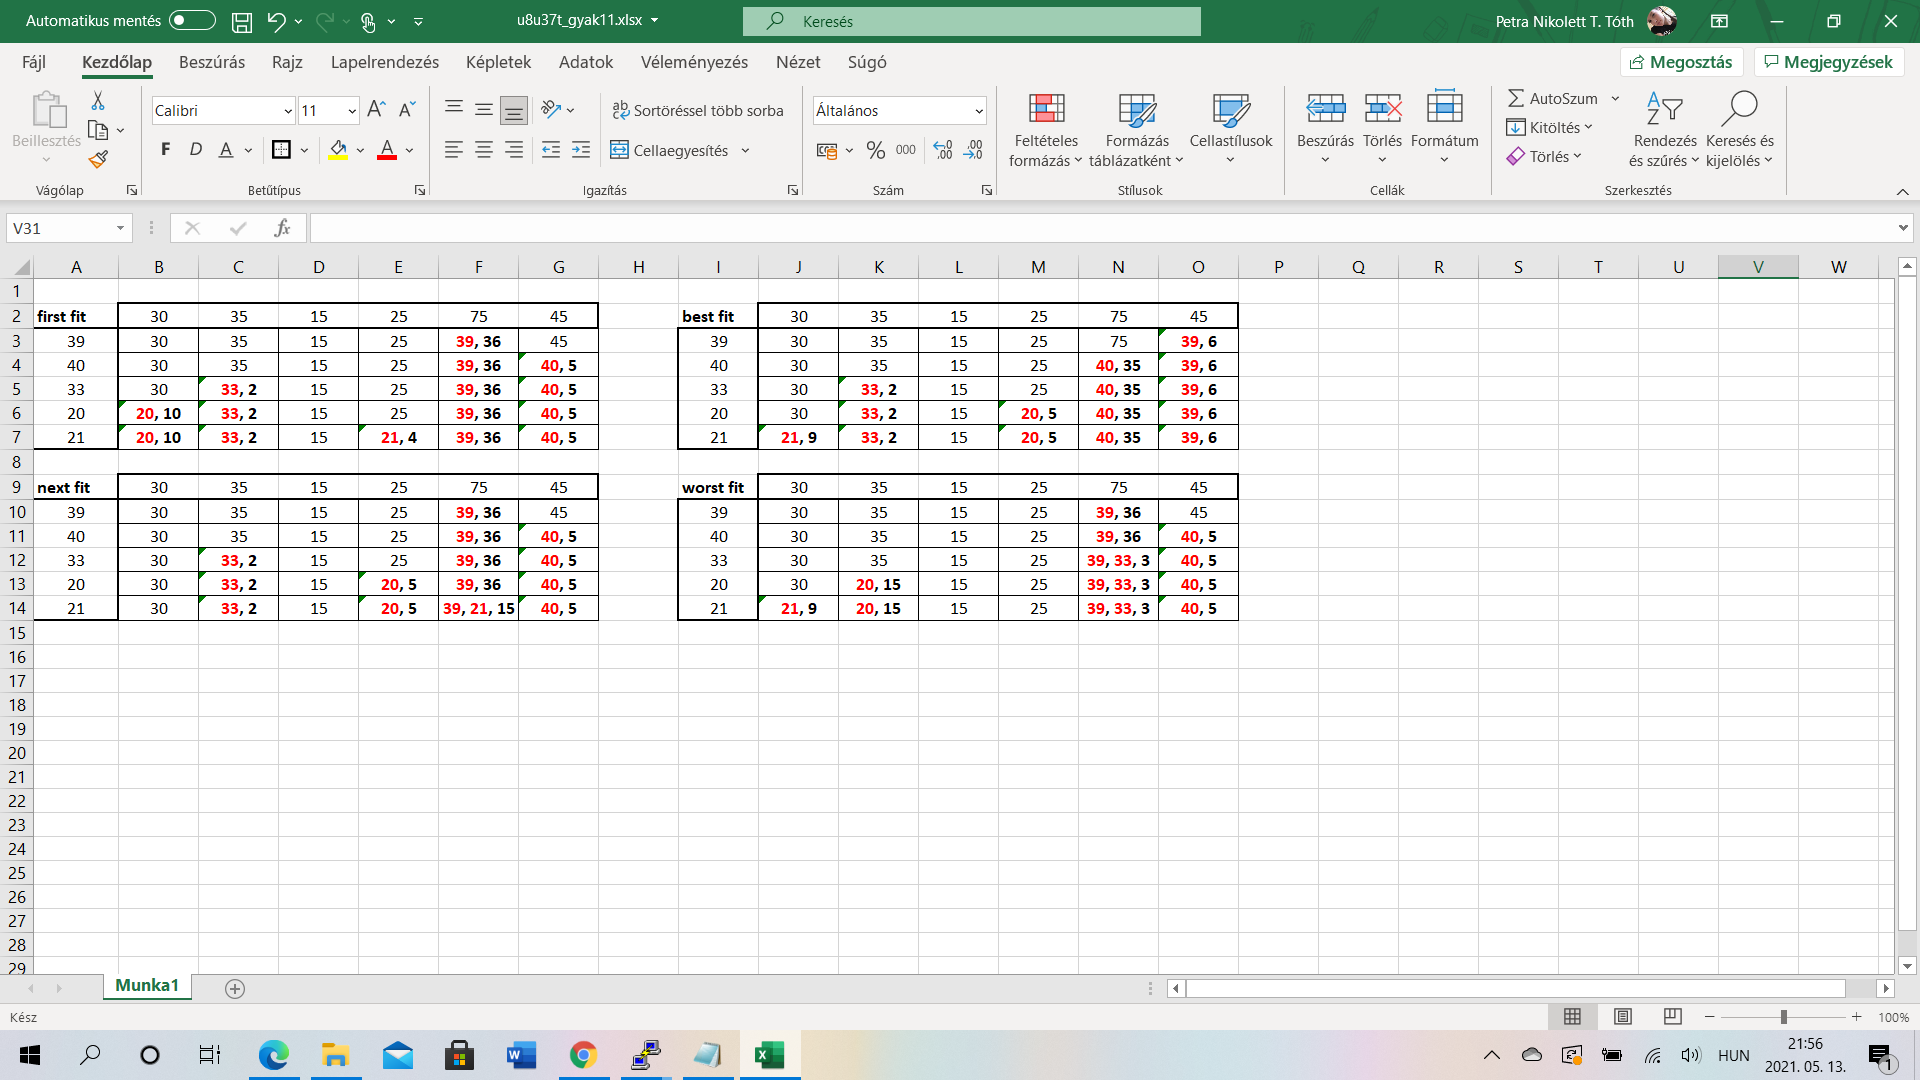 Automatikus mentés
u8u37t_gyak11.xlsx
Keresés
Petra Nikolett T. Tóth
Fájl Kezdőlap Beszúrás Rajz Lapelrendezés Képletek Adatok Véleményezés Nézet Súgó
Megosztás Megjegyzések
Beillesztés
Vágólap
Calibri 11
F D A A
Betűtípus
Sortöréssel több sorba
Cellaegyesítés
Igazítás
Általános
% 000
Szám
Feltételes formázás
Formázás táblázatként
Cellastílusok
Stílusok
Beszúrás Törlés Formátum
Cellák
AutoSzum
Kitöltés
Törlés
Rendezés és szűrés
Keresés és kijelölés
Szerkesztés
V31
fx
A B C D E F G H I J K L M N O P Q R S T U V W
1
2 first fit 30 35 15 25 75 45 best fit 30 35 15 25 75 45
3 39 30 35 15 25 39, 36 45 39 30 35 15 25 75 39, 6
4 40 30 35 15 25 39, 36 40, 5 40 30 35 15 25 40, 35 39, 6
5 33 30 33, 2 15 25 39, 36 40, 5 33 30 33, 2 15 25 40, 35 39, 6
6 20 20, 10 33, 2 15 25 39, 36 40, 5 20 30 33, 2 15 20, 5 40, 35 39, 6
7 21 20, 10 33, 2 15 21, 4 39, 36 40, 5 21 21, 9 33, 2 15 20, 5 40, 35 39, 6
8
9 next fit 30 35 15 25 75 45 worst fit 30 35 15 25 75 45
10 39 30 35 15 25 39, 36 45 39 30 35 15 25 39, 36 45
11 40 30 35 15 25 39, 36 40, 5 40 30 35 15 25 39, 36 40, 5
12 33 30 33, 2 15 25 39, 36 40, 5 33 30 35 15 25 39, 33, 3 40, 5
13 20 30 33, 2 15 20, 5 39, 36 40, 5 20 30 20, 15 15 25 39, 33, 3 40, 5
14 21 30 33, 2 15 20, 5 39, 21, 15 40, 5 21 21, 9 20, 15 15 25 39, 33, 3 40, 5
15
16
17
18
19
20
21
22
23
24
25
26
27
28
29
Munka1
Kész
100%
HUN
21:56
2021. 05. 13.
1